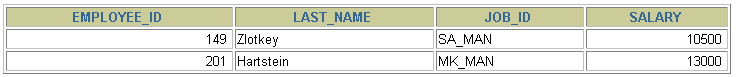 EMPLOYEE_ID LAST_NAME JOB_ID SALARY
149 Zlotkey SA_MAN 10500
201 Hartstein MK_MAN 13000